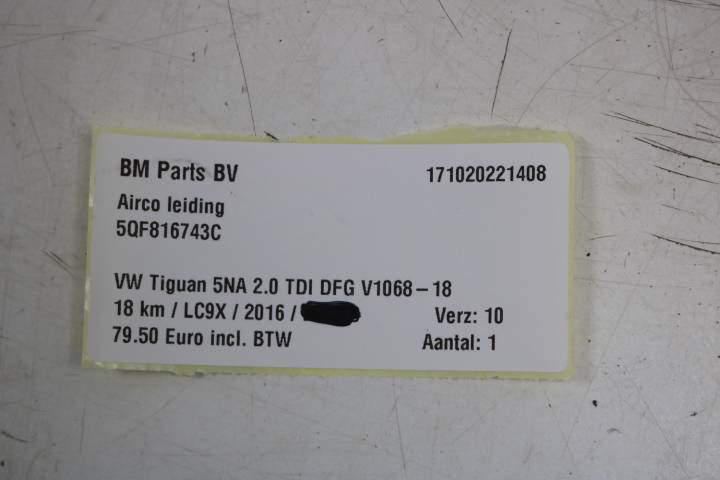 BM Parts BV 171020221408
Airco leiding
5QF816743C
VW Tiguan 5NA 2.0 TDI DFG V1068-18
18 km / LC9X / 2016 / Verz: 10
79.50 Euro incl. BTW Aantal: 1